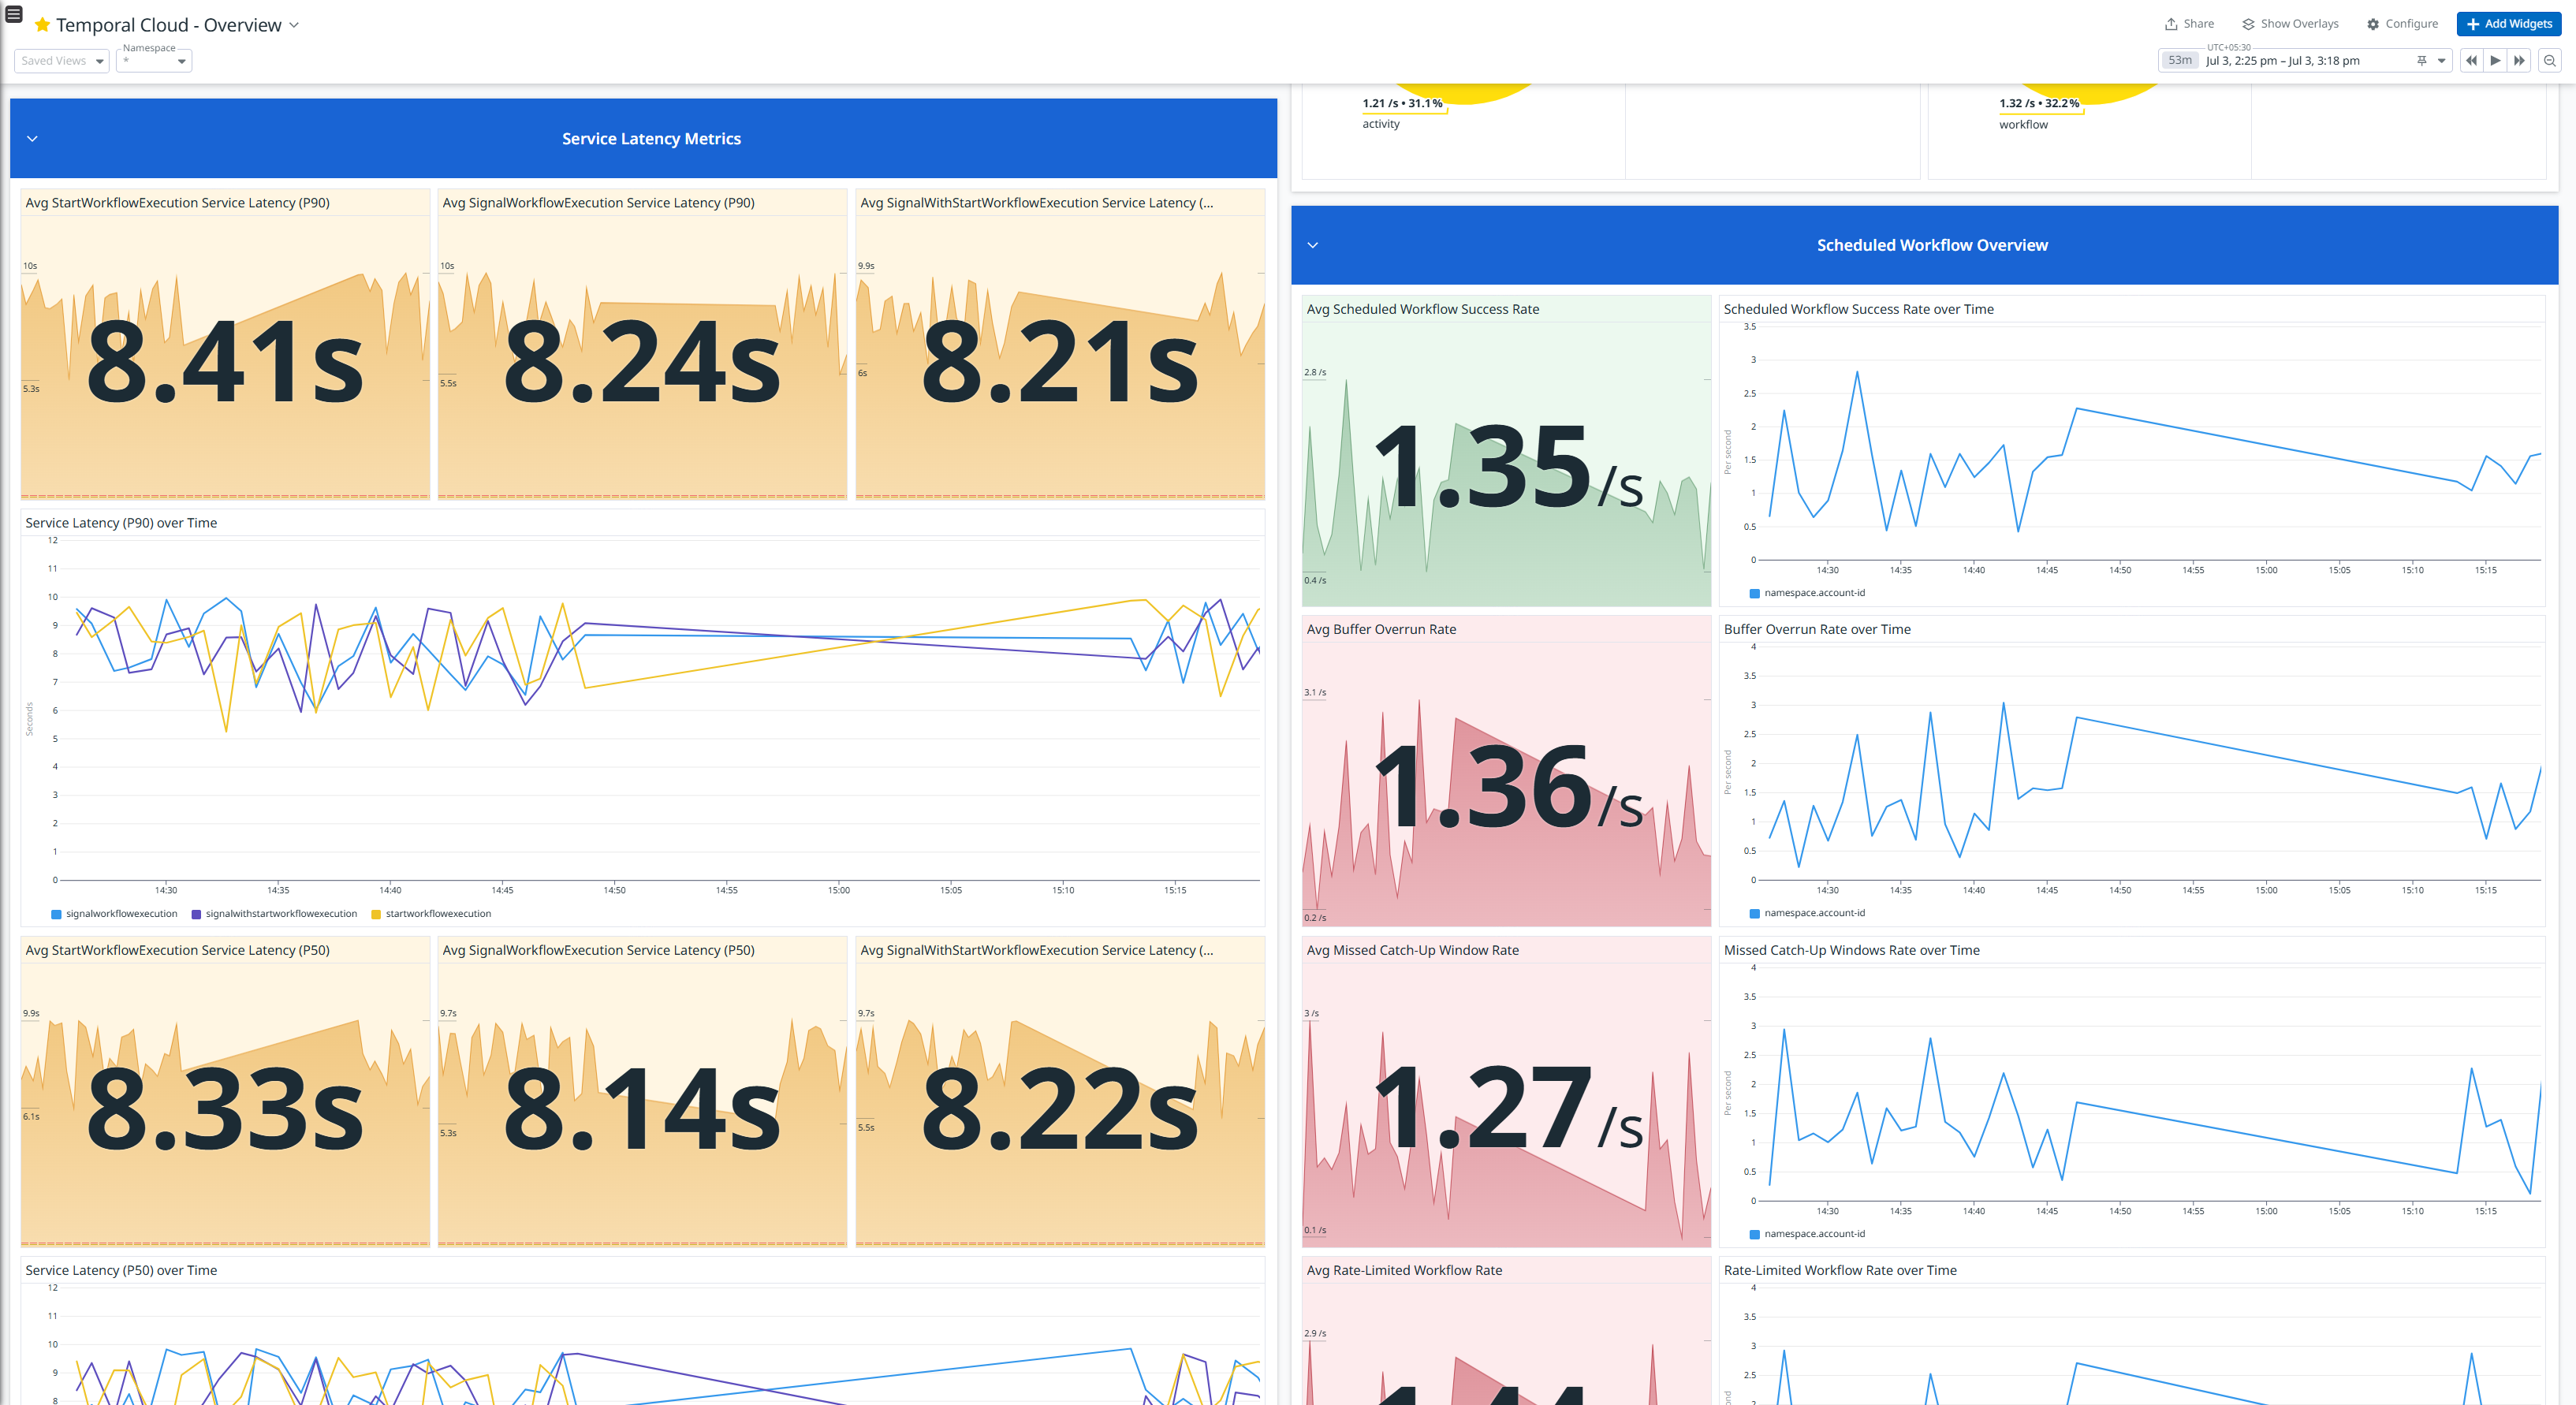 Temporal Cloud - Overview
Share
Show Overlays
Configure
Add Widgets
Saved Views
Namespace
*
UTC+05:30
53m
Jul 3, 2:25 pm – Jul 3, 3:18 pm
Service Latency Metrics
Avg StartWorkflowExecution Service Latency (P90)
10s
8.41s
5.3s
Avg SignalWorkflowExecution Service Latency (P90)
10s
8.24s
5.5s
Avg SignalWithStartWorkflowExecution Service Latency (...
9.9s
8.21s
6s
Service Latency (P90) over Time
12
11
10
9
8
7
6
5
4
3
2
1
0
Seconds
14:30 14:35 14:40 14:45 14:50 14:55 15:00 15:05 15:10 15:15
signalworkflowexecution signalwithstartworkflowexecution startworkflowexecution
Avg StartWorkflowExecution Service Latency (P50)
9.9s
8.33s
6.1s
Avg SignalWorkflowExecution Service Latency (P50)
9.7s
8.14s
5.3s
Avg SignalWithStartWorkflowExecution Service Latency (...
9.7s
8.22s
5.5s
Service Latency (P50) over Time
12
11
10
9
8
1.21 /s • 31.1%
activity
1.32 /s • 32.2%
workflow
Scheduled Workflow Overview
Avg Scheduled Workflow Success Rate
2.8 /s
1.35/s
0.4 /s
Scheduled Workflow Success Rate over Time
3.5
3
2.5
2
1.5
1
0.5
0
Per second
14:30 14:35 14:40 14:45 14:50 14:55 15:00 15:05 15:10 15:15
namespace.account-id
Avg Buffer Overrun Rate
3.1 /s
1.36/s
0.2 /s
Buffer Overrun Rate over Time
4
3.5
3
2.5
2
1.5
1
0.5
0
Per second
14:30 14:35 14:40 14:45 14:50 14:55 15:00 15:05 15:10 15:15
namespace.account-id
Avg Missed Catch-Up Window Rate
3 /s
1.27/s
0.1 /s
Missed Catch-Up Windows Rate over Time
4
3.5
3
2.5
2
1.5
1
0.5
0
Per second
14:30 14:35 14:40 14:45 14:50 14:55 15:00 15:05 15:10 15:15
namespace.account-id
Avg Rate-Limited Workflow Rate
2.9 /s
Rate-Limited Workflow Rate over Time
4
3.5
3
2.5